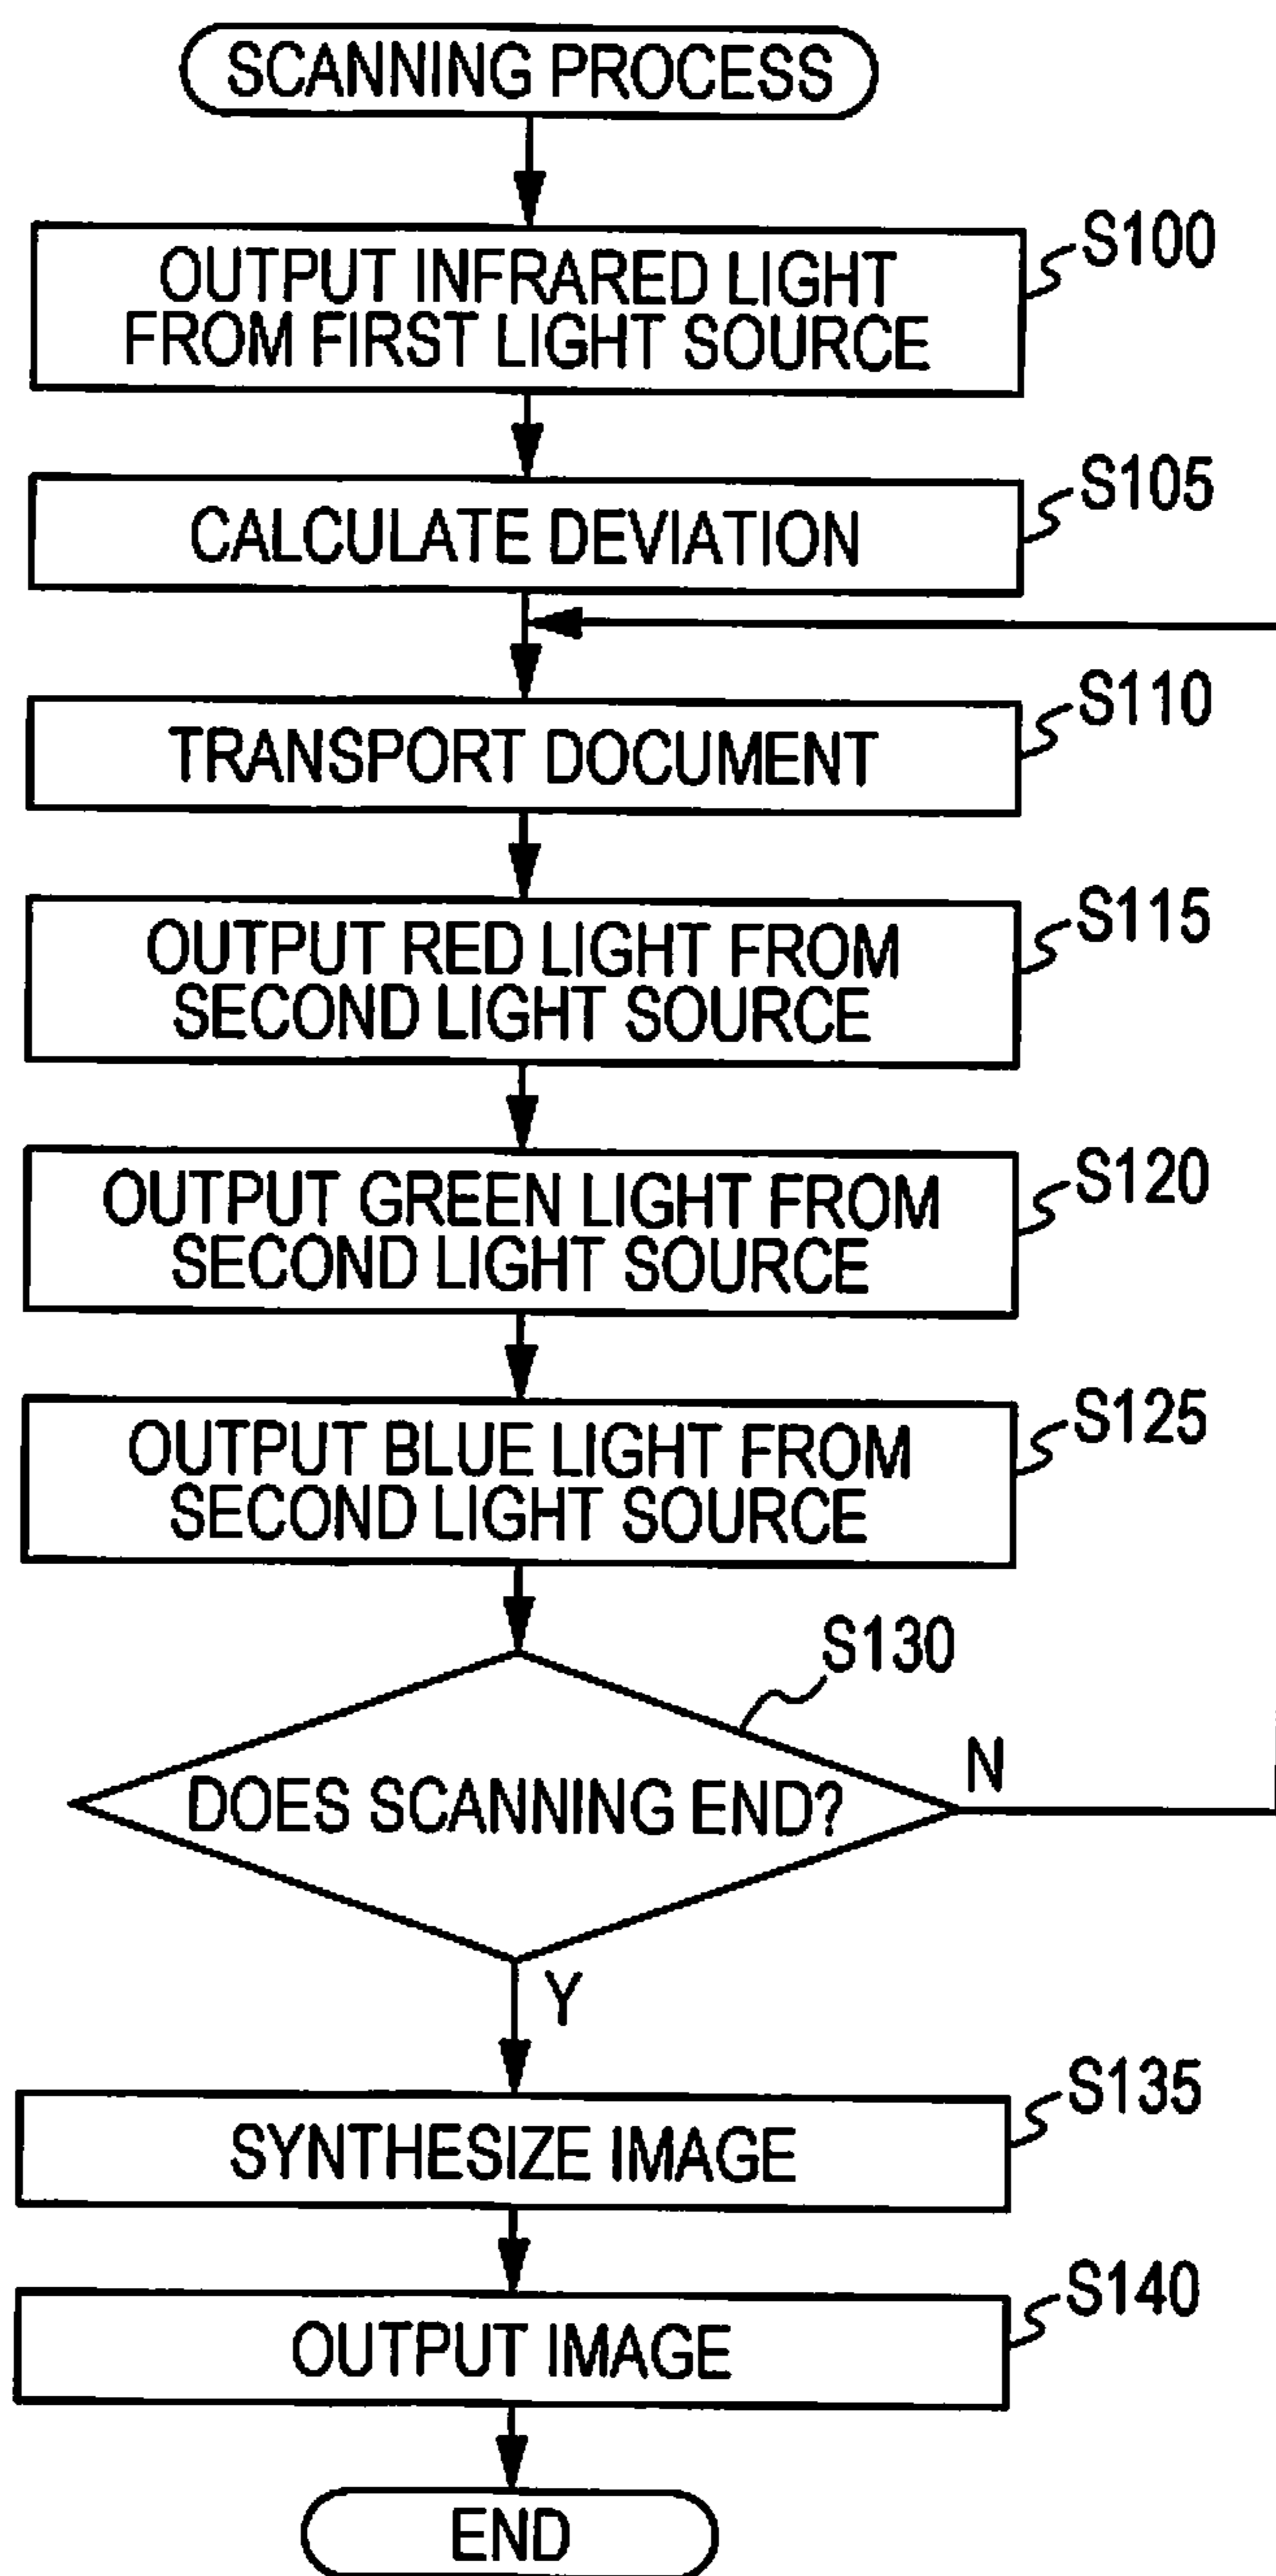 SCANNING PROCESS
S100
OUTPUT INFRARED LIGHT
FROM FIRST LIGHT SOURCE
S105
CALCULATE DEVIATION
S110
TRANSPORT DOCUMENT
S115
OUTPUT RED LIGHT FROM
SECOND LIGHT SOURCE
S120
OUTPUT GREEN LIGHT FROM
SECOND LIGHT SOURCE
S125
OUTPUT BLUE LIGHT FROM
SECOND LIGHT SOURCE
S130
DOES SCANNING END?
N
Y
S135
SYNTHESIZE IMAGE
S140
OUTPUT IMAGE
END